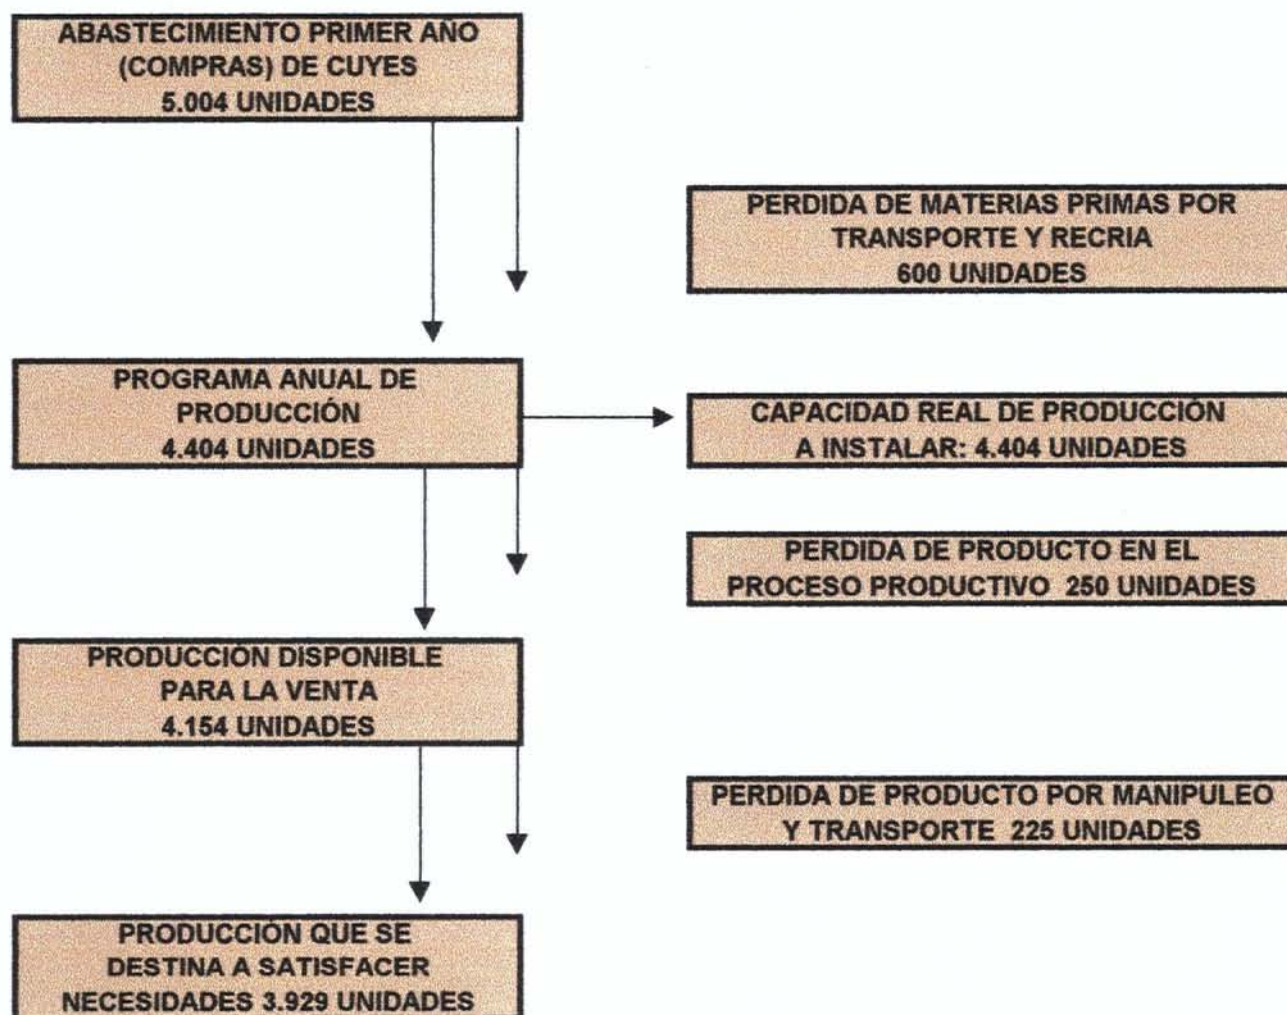 ABASTECIMIENTO PRIMER AÑO
(COMPRAS) DE CUYES
5.004 UNIDADES
PERDIDA DE MATERIAS PRIMAS POR
TRANSPORTE Y RECRIA
600 UNIDADES
PROGRAMA ANUAL DE
PRODUCCIÓN
4.404 UNIDADES
CAPACIDAD REAL DE PRODUCCIÓN
A INSTALAR: 4.404 UNIDADES
PERDIDA DE PRODUCTO EN EL
PROCESO PRODUCTIVO 250 UNIDADES
PRODUCCIÓN DISPONIBLE
PARA LA VENTA
4.154 UNIDADES
PERDIDA DE PRODUCTO POR MANIPULEO
Y TRANSPORTE 225 UNIDADES
PRODUCCIÓN QUE SE
DESTINA A SATISFACER
NECESIDADES 3.929 UNIDADES